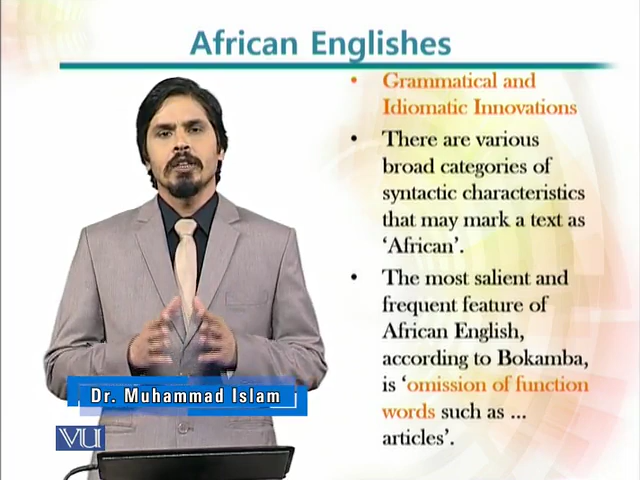 African Englishes
• Grammatical and
Idiomatic Innovations
• There are various
broad categories of
syntactic characteristics
that may mark a text as
‘African’.
• The most salient and
frequent feature of
African English,
according to Bokamba,
is ‘omission of function
words such as ...
articles’.
Dr. Muhammad Islam
VU